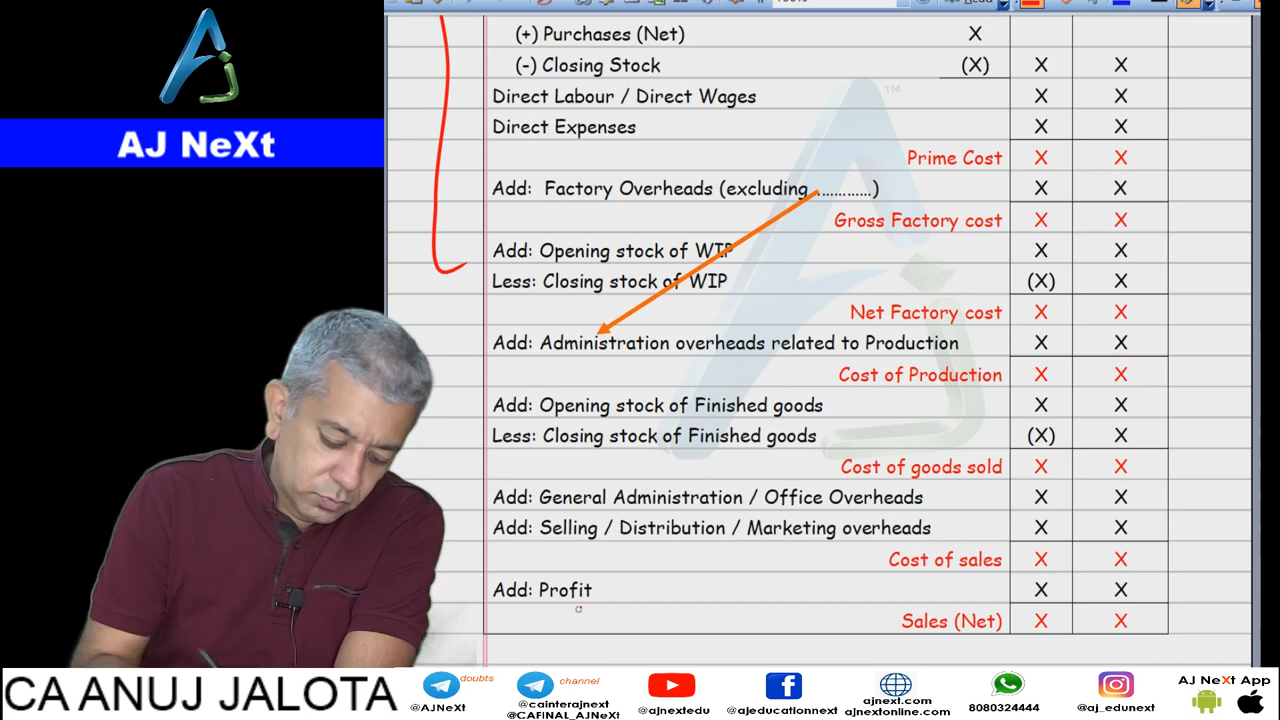 AJ NeXt
(+) Purchases (Net) X
(-) Closing Stock (X) X X
Direct Labour / Direct Wages X X
Direct Expenses X X
Prime Cost X X
Add: Factory Overheads (excluding ............) X X
Gross Factory cost X X
Add: Opening stock of WIP X X
Less: Closing stock of WIP (X) X
Net Factory cost X X
Add: Administration overheads related to Production X X
Cost of Production X X
Add: Opening stock of Finished goods X X
Less: Closing stock of Finished goods (X) X
Cost of goods sold X X
Add: General Administration / Office Overheads X X
Add: Selling / Distribution / Marketing overheads X X
Cost of sales X X
Add: Profit X X
Sales (Net) X X
TM
CA ANUJ JALOTA
doubts
@AJNeXt
channel
@cainterajnext
@CAFINAL_AJNeXt
@ajnextedu
@ajeducationnext
ajnext.com
ajnextonline.com
8080324444
@aj_edunext
AJ NeXt App